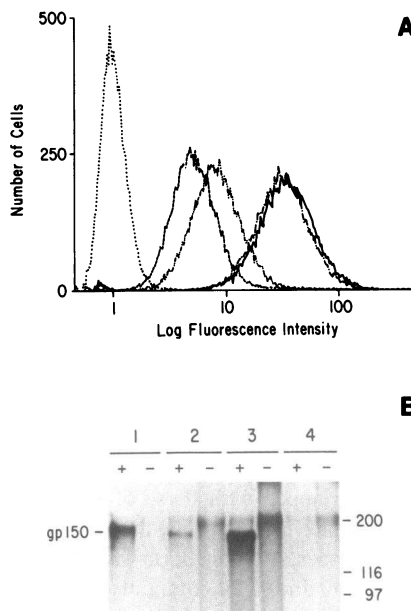 A
500
250
0
Number of Cells
1 10 100
Log Fluorescence Intensity
1 2 3 4
+ − + − + − + −
gp150 –
– 200
– 116
– 97